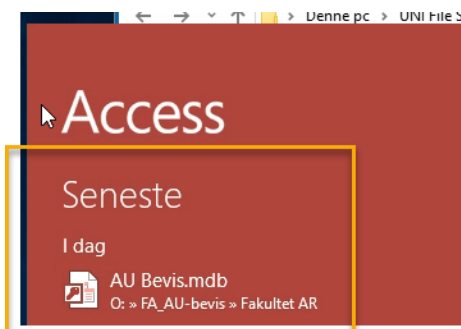 Denne pc > UNI File S
Access
Seneste
I dag
AU Bevis.mdb
O: » FA_AU-bevis » Fakultet AR